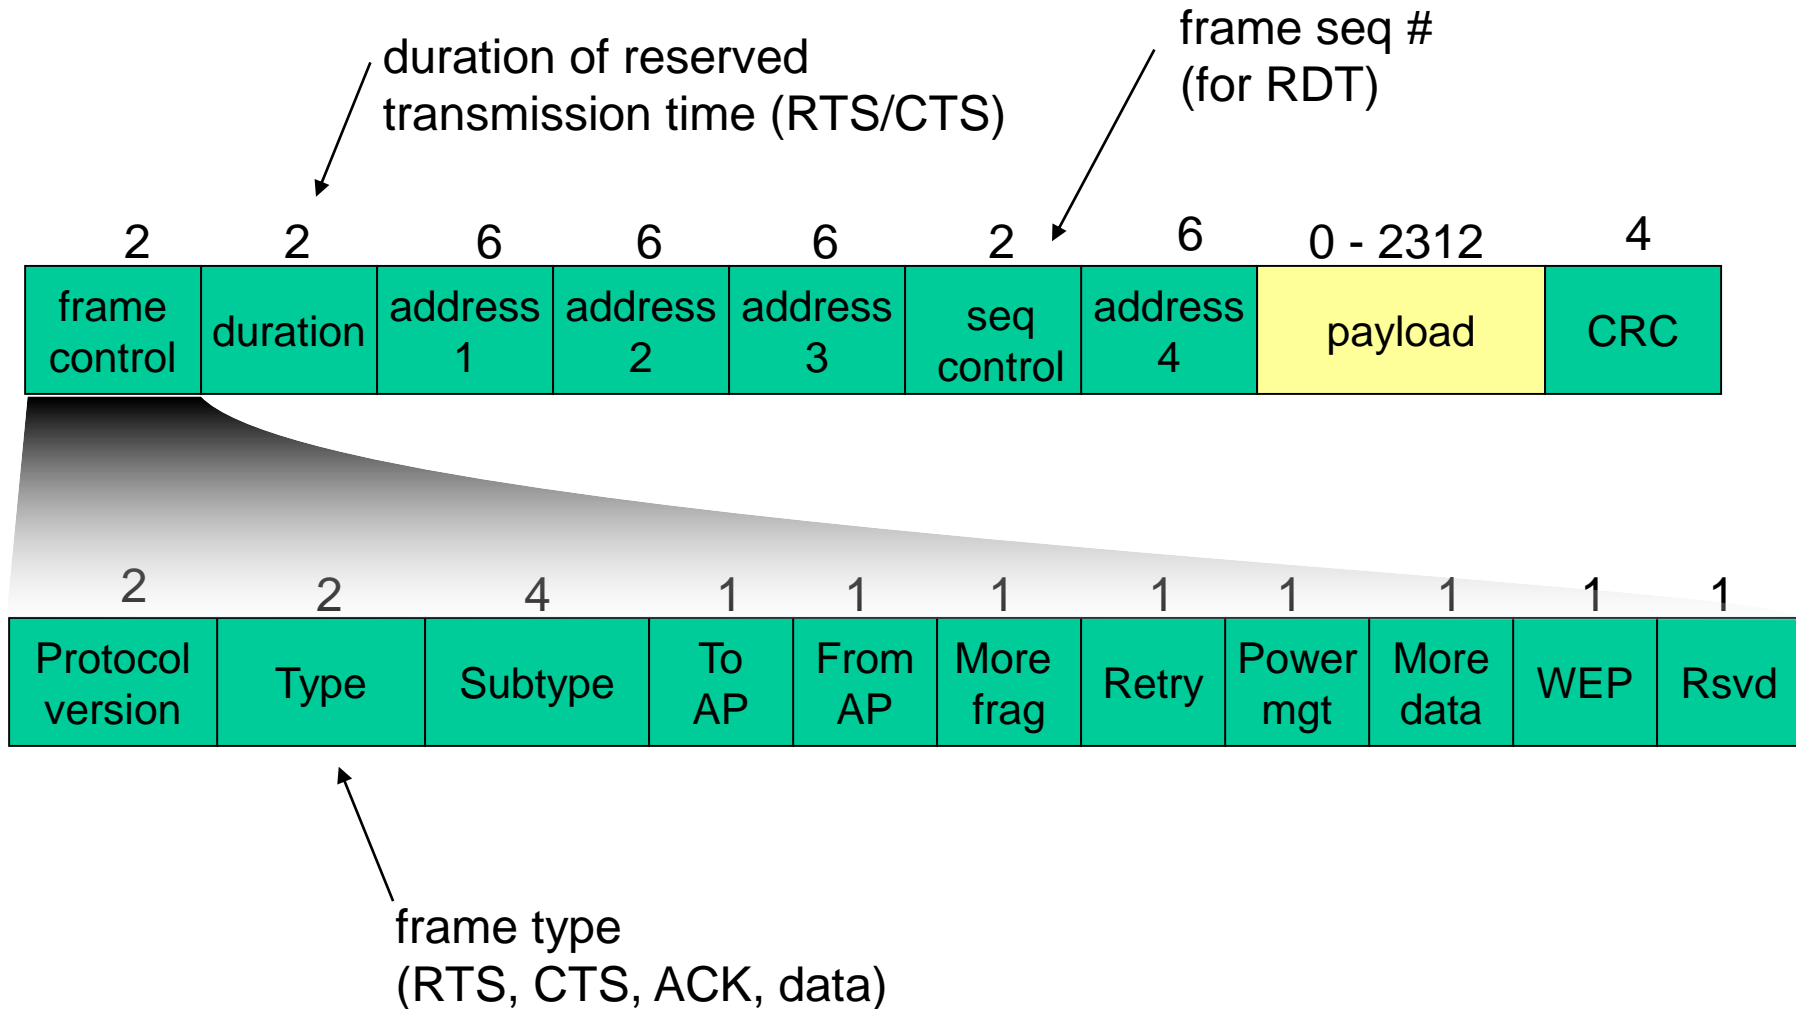 duration of reserved
transmission time (RTS/CTS)
frame seq #
(for RDT)
2 2 6 6 6 2 6 0 - 2312 4
frame control
duration
address 1
address 2
address 3
seq control
address 4
payload
CRC
2 2 4 1 1 1 1 1 1 1 1
Protocol version
Type
Subtype
To AP
From AP
More frag
Retry
Power mgt
More data
WEP
Rsvd
frame type
(RTS, CTS, ACK, data)